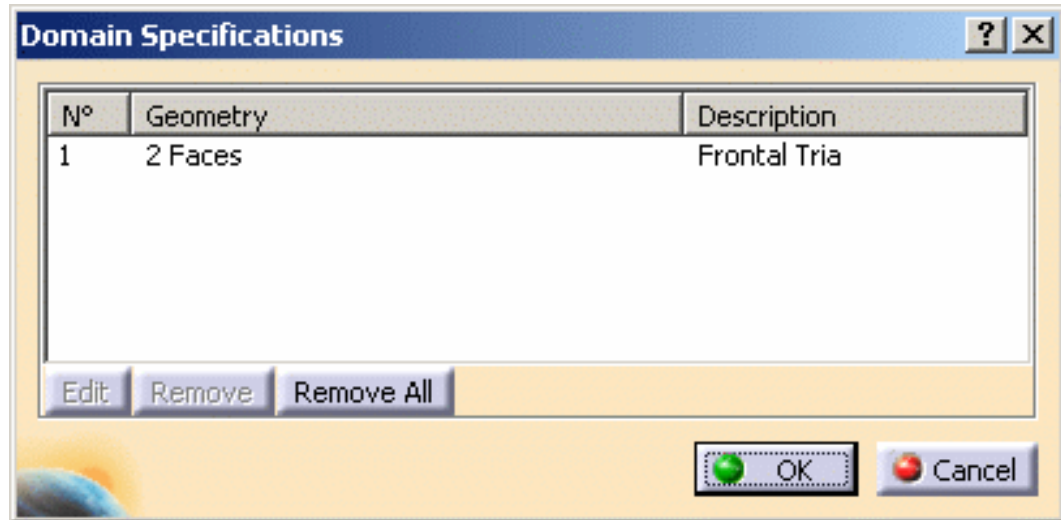 Domain Specifications ? X
N° Geometry Description
1 2 Faces Frontal Tria
Edit Remove Remove All
OK Cancel